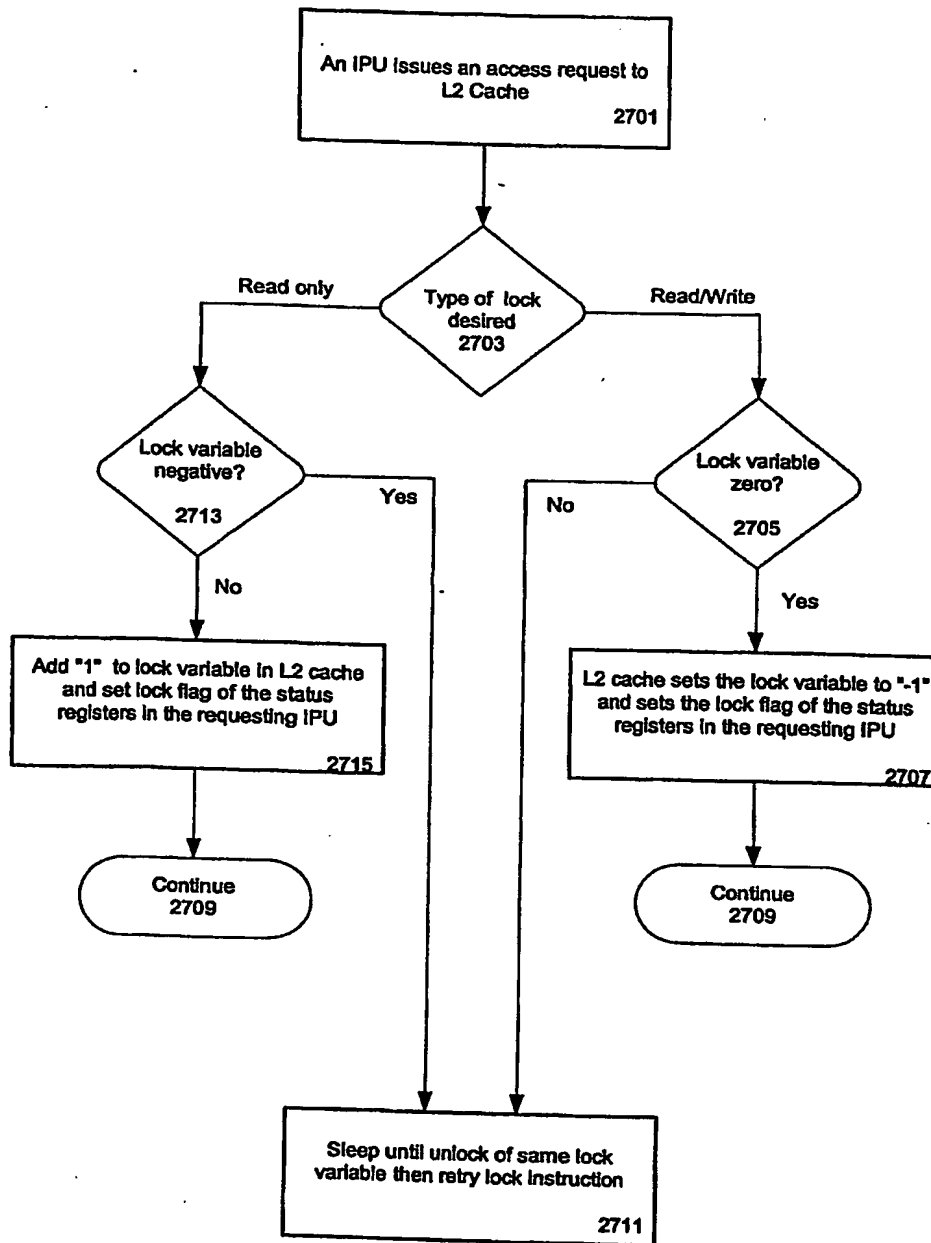 An IPU issues an access request to
L2 Cache
2701
Read only
Type of lock
desired
2703
Read/Write
Lock variable
negative?
2713
Yes
No
Lock variable
zero?
2705
No
Yes
Add "1" to lock variable in L2 cache
and set lock flag of the status
registers in the requesting IPU
2715
L2 cache sets the lock variable to "-1"
and sets the lock flag of the status
registers in the requesting IPU
2707
Continue
2709
Continue
2709
Sleep until unlock of same lock
variable then retry lock instruction
2711